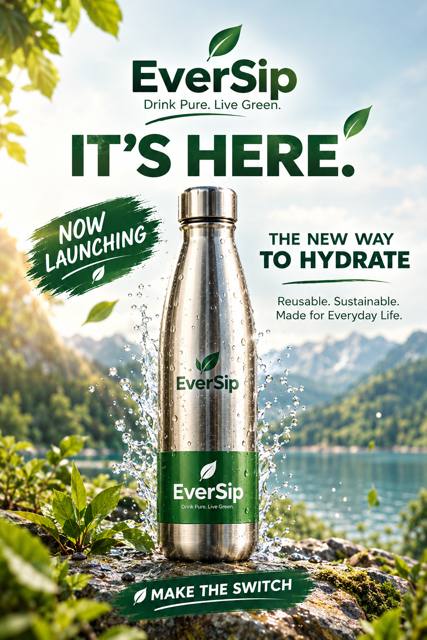 EverSip
Drink Pure. Live Green.
IT'S HERE.
NOW
LAUNCHING
THE NEW WAY
TO HYDRATE
Reusable. Sustainable.
Made for Everyday Life.
EverSip
EverSip
Drink Pure. Live Green.
MAKE THE SWITCH